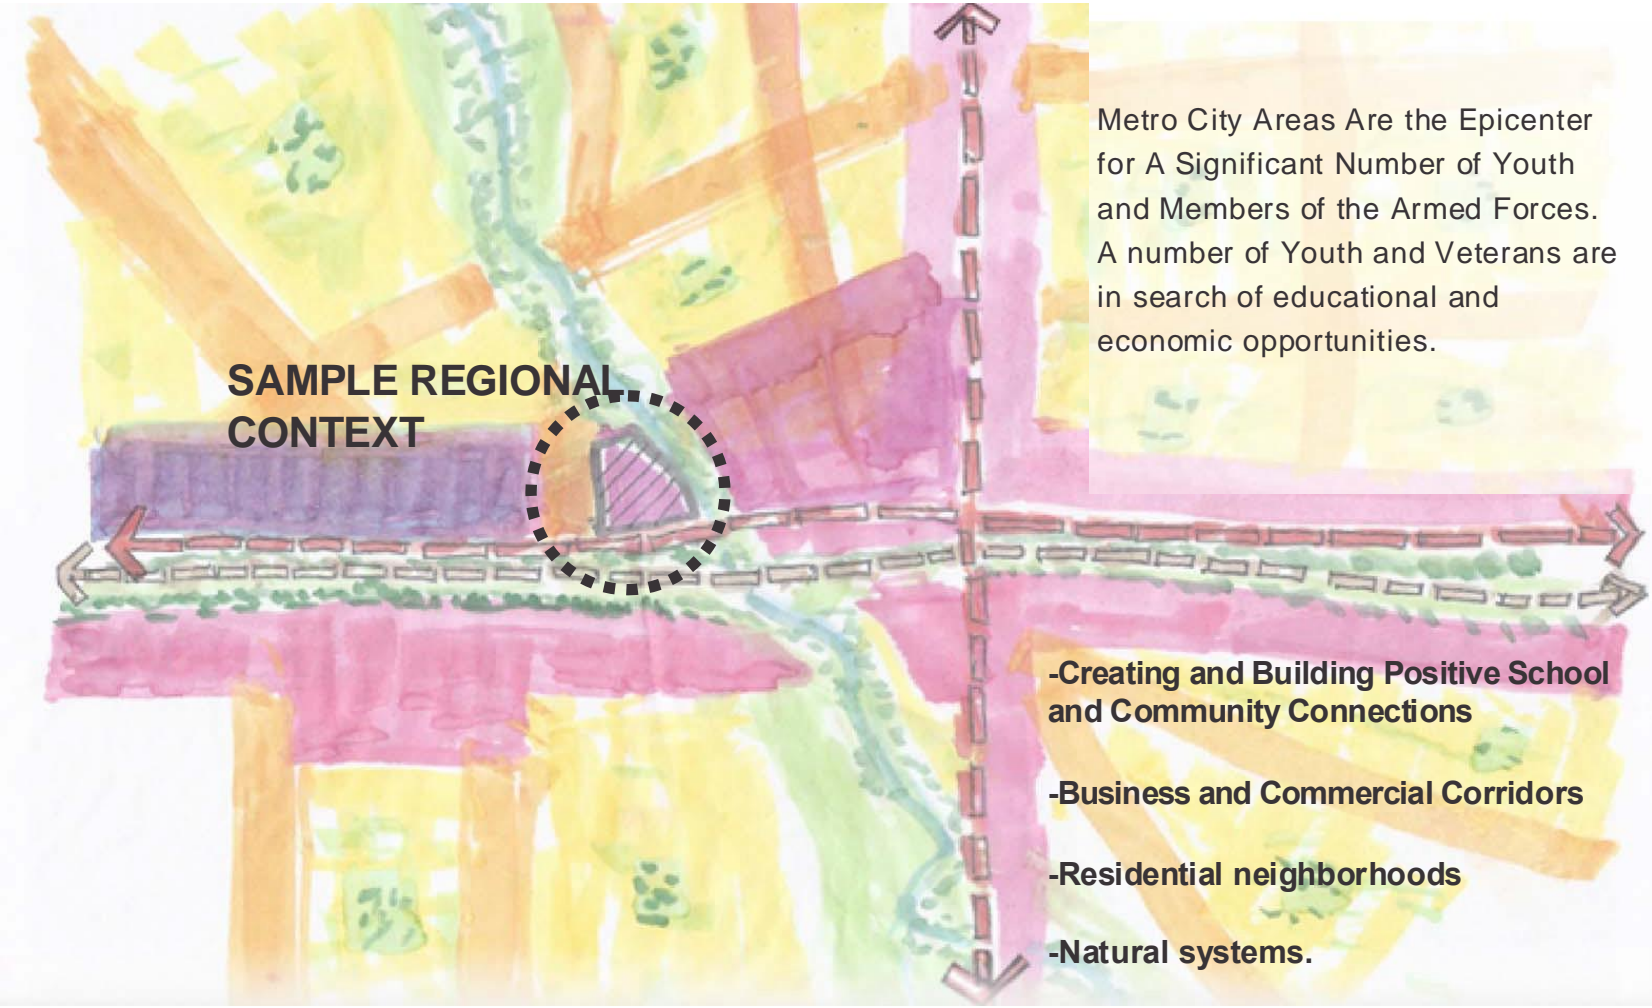 Metro City Areas Are the Epicenter
for A Significant Number of Youth
and Members of the Armed Forces.
A number of Youth and Veterans are
in search of educational and
economic opportunities.
SAMPLE REGIONAL
CONTEXT
-Creating and Building Positive School
and Community Connections
-Business and Commercial Corridors
-Residential neighborhoods
-Natural systems.